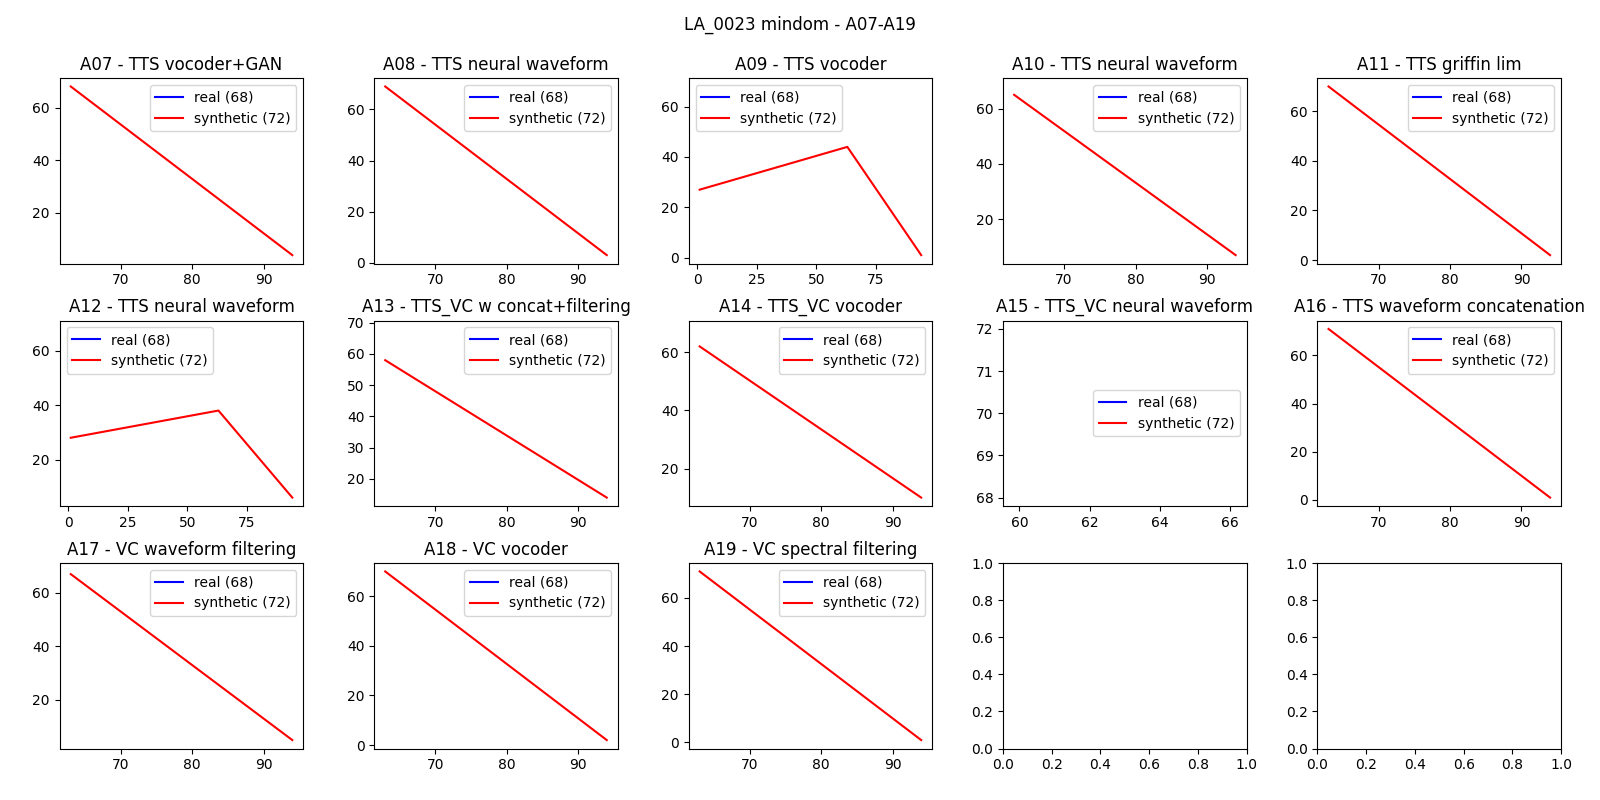 LA_0023 mindom - A07-A19
A07 - TTS vocoder+GAN
real (68)
synthetic (72)
60
40
20
70 80 90
A08 - TTS neural waveform
real (68)
synthetic (72)
60
40
20
0
70 80 90
A09 - TTS vocoder
real (68)
synthetic (72)
60
40
20
0
0 25 50 75
A10 - TTS neural waveform
real (68)
synthetic (72)
60
40
20
70 80 90
A11 - TTS griffin lim
real (68)
synthetic (72)
60
40
20
0
70 80 90
A12 - TTS neural waveform
real (68)
synthetic (72)
60
40
20
0 25 50 75
A13 - TTS_VC w concat+filtering
real (68)
synthetic (72)
70
60
50
40
30
20
70 80 90
A14 - TTS_VC vocoder
real (68)
synthetic (72)
60
40
20
70 80 90
A15 - TTS_VC neural waveform
real (68)
synthetic (72)
72
71
70
69
68
60 62 64 66
A16 - TTS waveform concatenation
real (68)
synthetic (72)
60
40
20
0
70 80 90
A17 - VC waveform filtering
real (68)
synthetic (72)
60
40
20
70 80 90
A18 - VC vocoder
real (68)
synthetic (72)
60
40
20
0
70 80 90
A19 - VC spectral filtering
real (68)
synthetic (72)
60
40
20
0
70 80 90
1.0
0.8
0.6
0.4
0.2
0.0
0.0 0.2 0.4 0.6 0.8 1.0
1.0
0.8
0.6
0.4
0.2
0.0
0.0 0.2 0.4 0.6 0.8 1.0